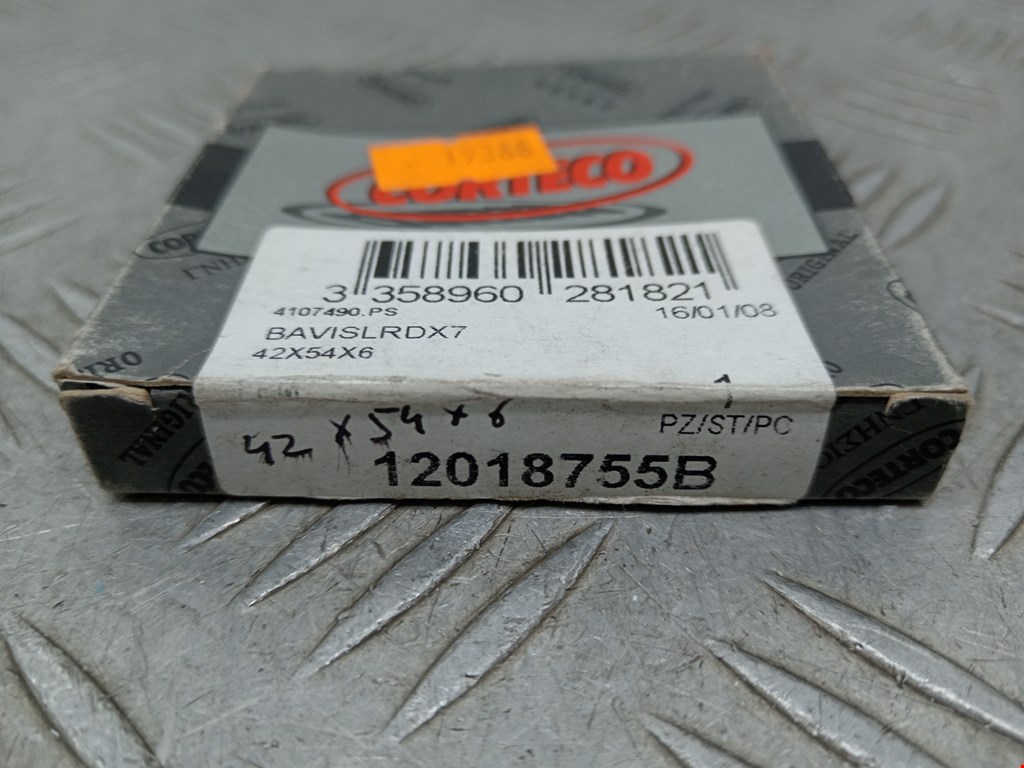 19388
CORTECO
3 358960 281821
4107490.PS
16/01/08
BAVISLRDX7
42X54X6
1
42 x 54 x 6
PZ/ST/PC
12018755B
ORIGINAL
CORTECO